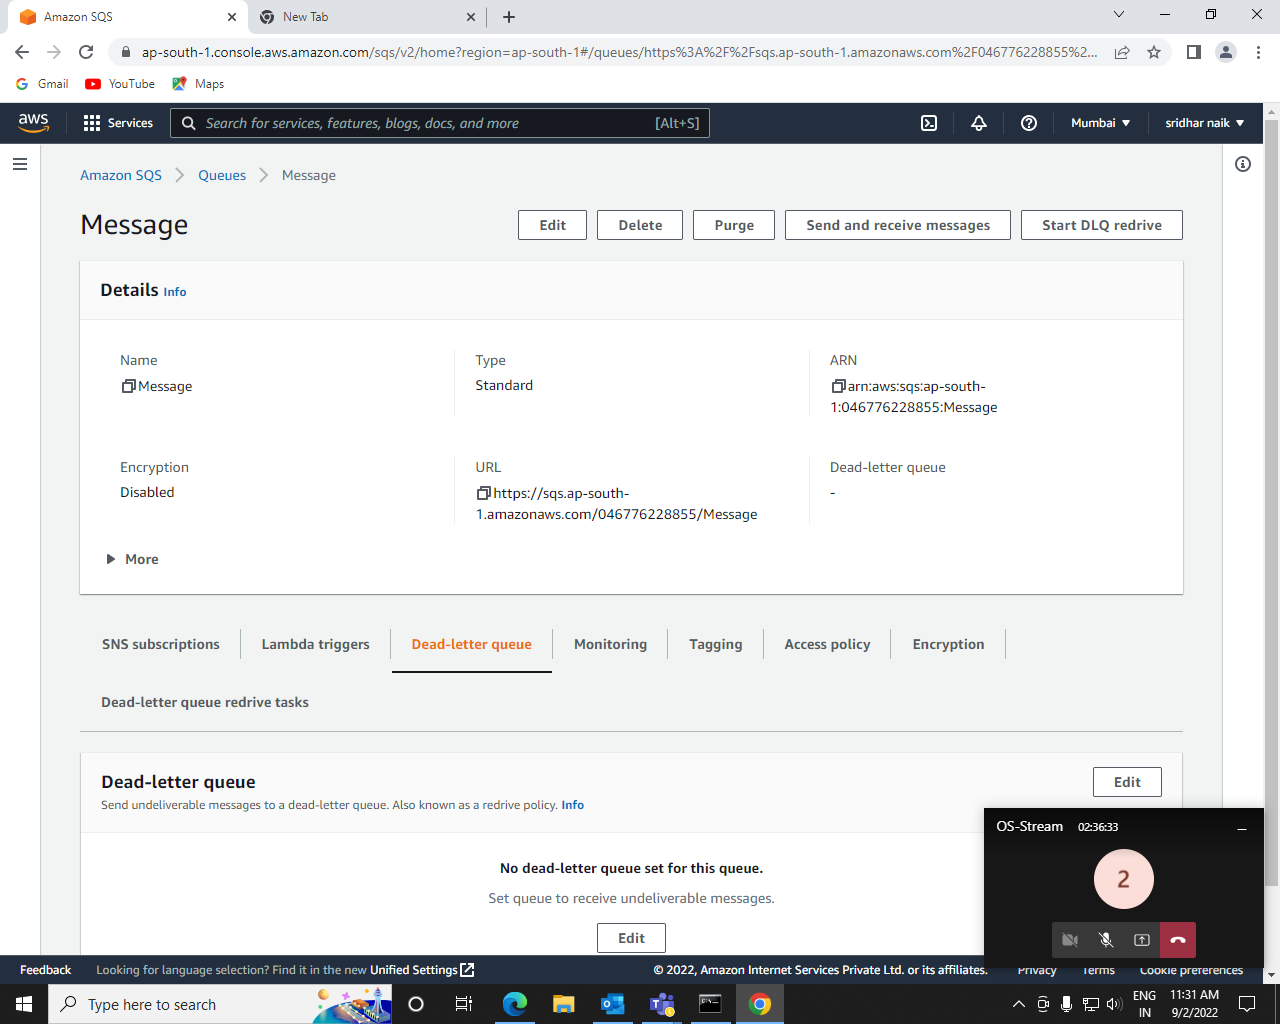 Amazon SQS
New Tab
ap-south-1.console.aws.amazon.com/sqs/v2/home?region=ap-south-1#/queues/https%3A%2F%2Fsqs.ap-south-1.amazonaws.com%2F046776228855%2...
Gmail YouTube Maps
aws Services Search for services, features, blogs, docs, and more [Alt+S] Mumbai sridhar naik
Amazon SQS Queues Message
Message Edit Delete Purge Send and receive messages Start DLQ redrive
Details Info
Name Type ARN
Message Standard arn:aws:sqs:ap-south-
1:046776228855:Message
Encryption URL Dead-letter queue
Disabled https://sqs.ap-south- -
1.amazonaws.com/046776228855/Message
More
SNS subscriptions Lambda triggers Dead-letter queue Monitoring Tagging Access policy Encryption
Dead-letter queue redrive tasks
Dead-letter queue Edit
Send undeliverable messages to a dead-letter queue. Also known as a redrive policy. Info
OS-Stream 02:36:33
2
No dead-letter queue set for this queue.
Set queue to receive undeliverable messages.
Edit
Feedback Looking for language selection? Find it in the new Unified Settings © 2022, Amazon Internet Services Private Ltd. or its affiliates. Privacy Terms Cookie preferences
Type here to search
ENG 11:31 AM
IN 9/2/2022